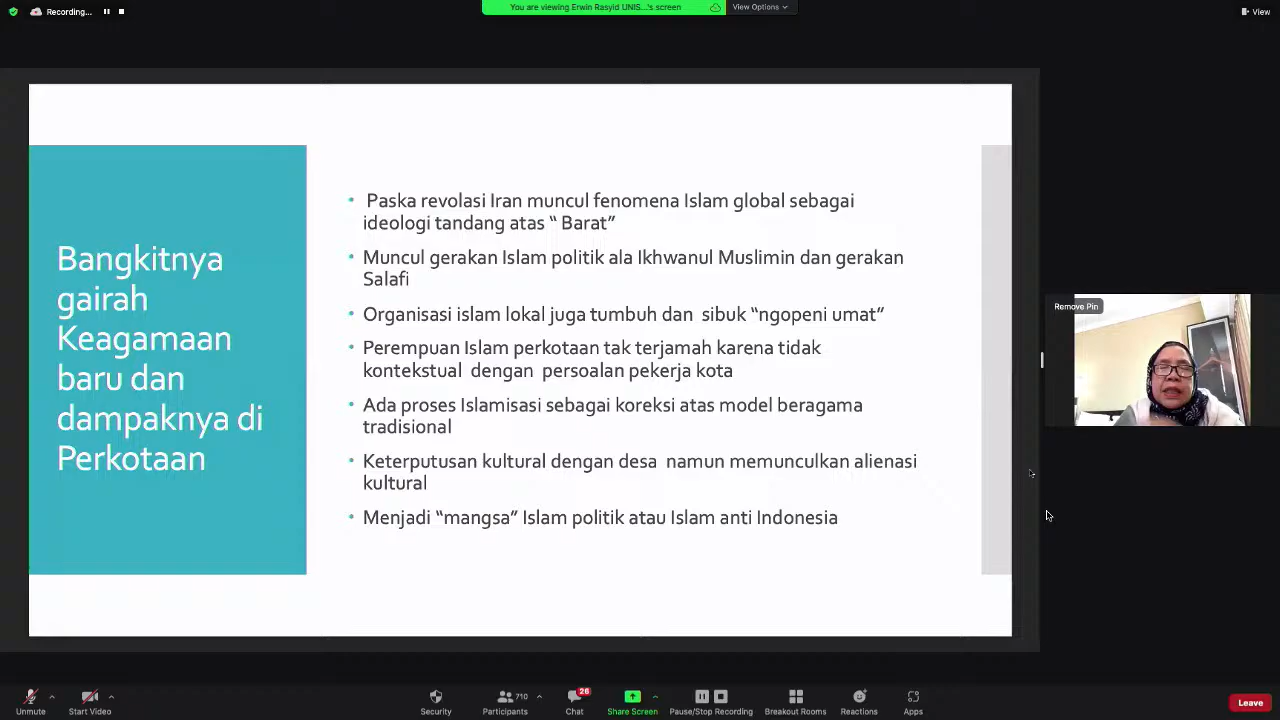 Recording...
You are viewing Erwin Rasyid UNIS...'s screen
View Options
View
Bangkitnya
gairah
Keagamaan
baru dan
dampaknya di
Perkotaan
Paska revolasi Iran muncul fenomena Islam global sebagai
ideologi tandang atas “ Barat”
Muncul gerakan Islam politik ala Ikhwanul Muslimin dan gerakan
Salafi
Organisasi islam lokal juga tumbuh dan sibuk “ngopeni umat”
Perempuan Islam perkotaan tak terjamah karena tidak
kontekstual dengan persoalan pekerja kota
Ada proses Islamisasi sebagai koreksi atas model beragama
tradisional
Keterputusan kultural dengan desa namun memunculkan alienasi
kultural
Menjadi “mangsa” Islam politik atau Islam anti Indonesia
Remove Pin
Unmute
Start Video
Security
Participants
710
Chat
26
Share Screen
Pause/Stop Recording
Breakout Rooms
Reactions
Apps
Leave